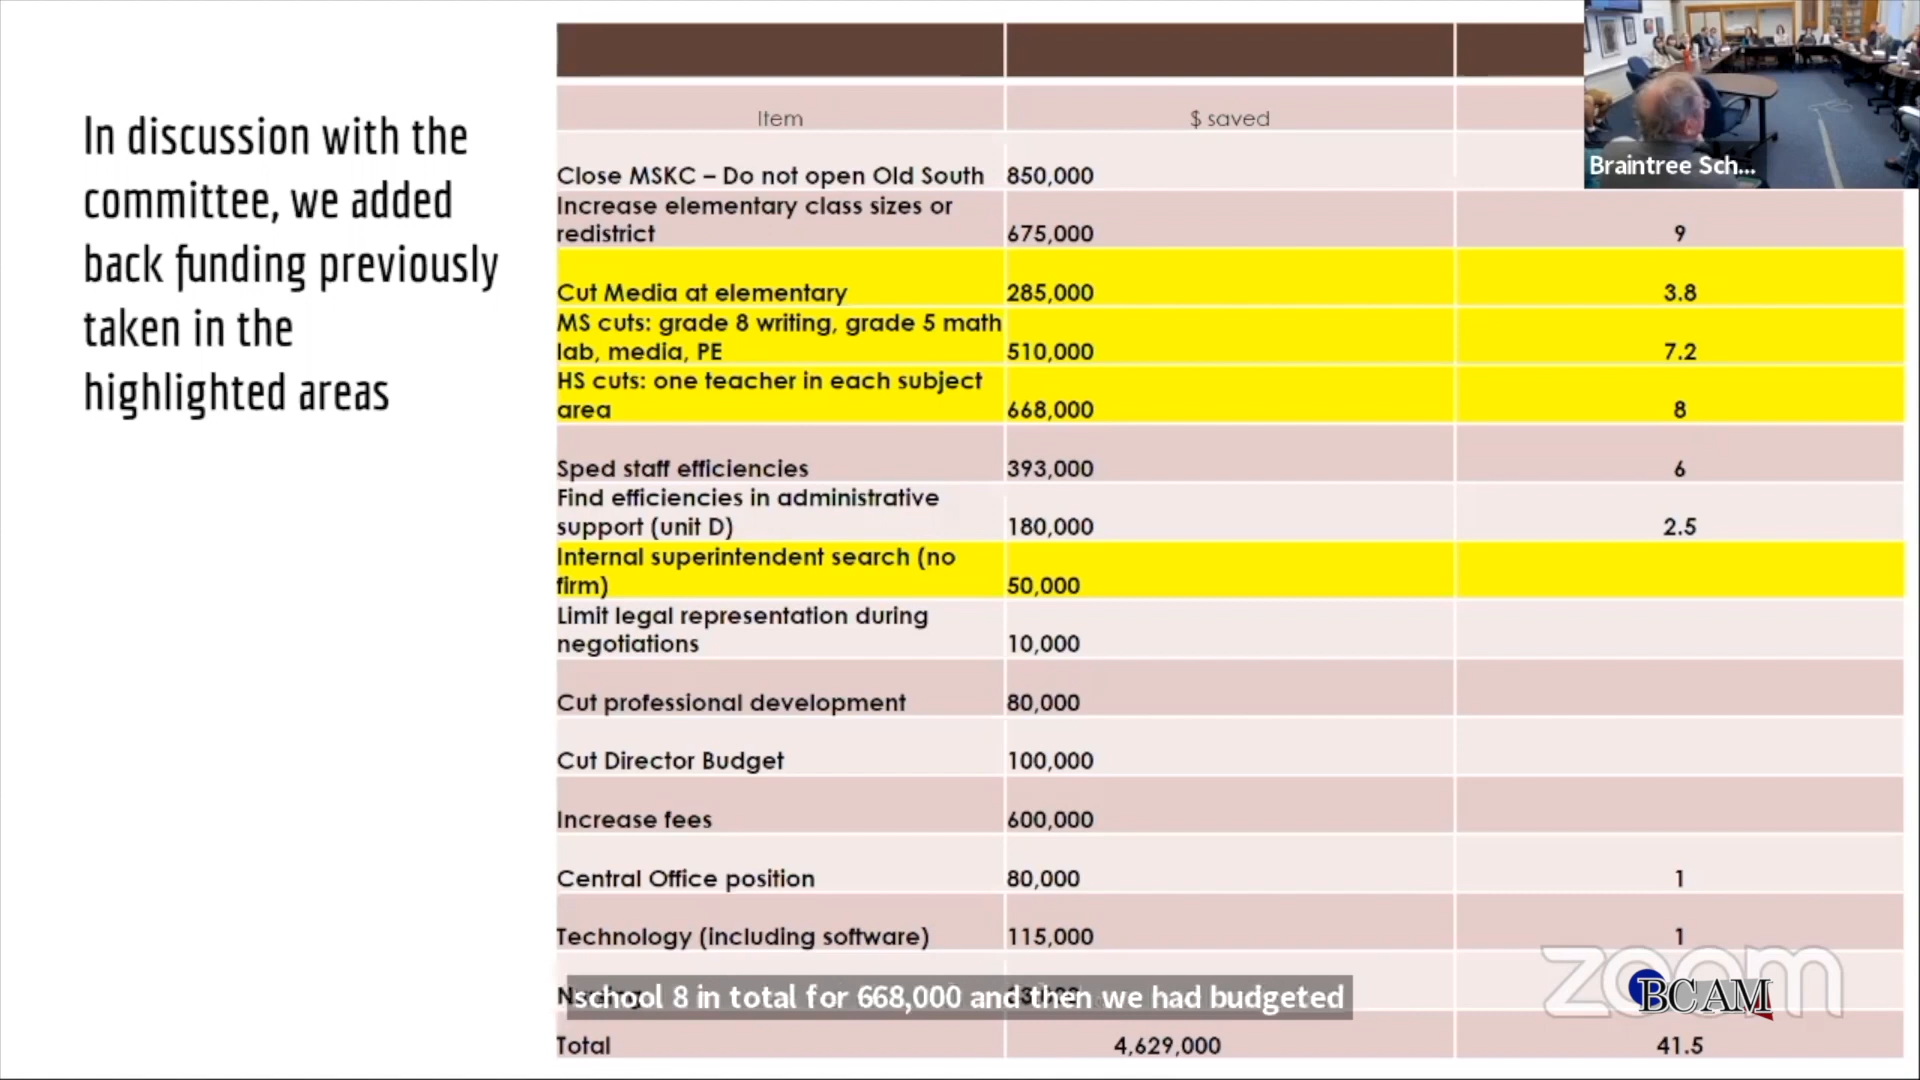 In discussion with the
committee, we added
back funding previously
taken in the
highlighted areas
Item $ saved
Close MSKC – Do not open Old South 850,000
Increase elementary class sizes or
redistrict 675,000 9
Cut Media at elementary 285,000 3.8
MS cuts: grade 8 writing, grade 5 math
lab, media, PE 510,000 7.2
HS cuts: one teacher in each subject
area 668,000 8
Sped staff efficiencies 393,000 6
Find efficiencies in administrative
support (unit D) 180,000 2.5
Internal superintendent search (no
firm) 50,000
Limit legal representation during
negotiations 10,000
Cut professional development 80,000
Cut Director Budget 100,000
Increase fees 600,000
Central Office position 80,000 1
Technology (including software) 115,000 1
school 8 in total for 668,000 and then we had budgeted
Total 4,629,000 41.5
Braintree Sch...
zoom
BCAM